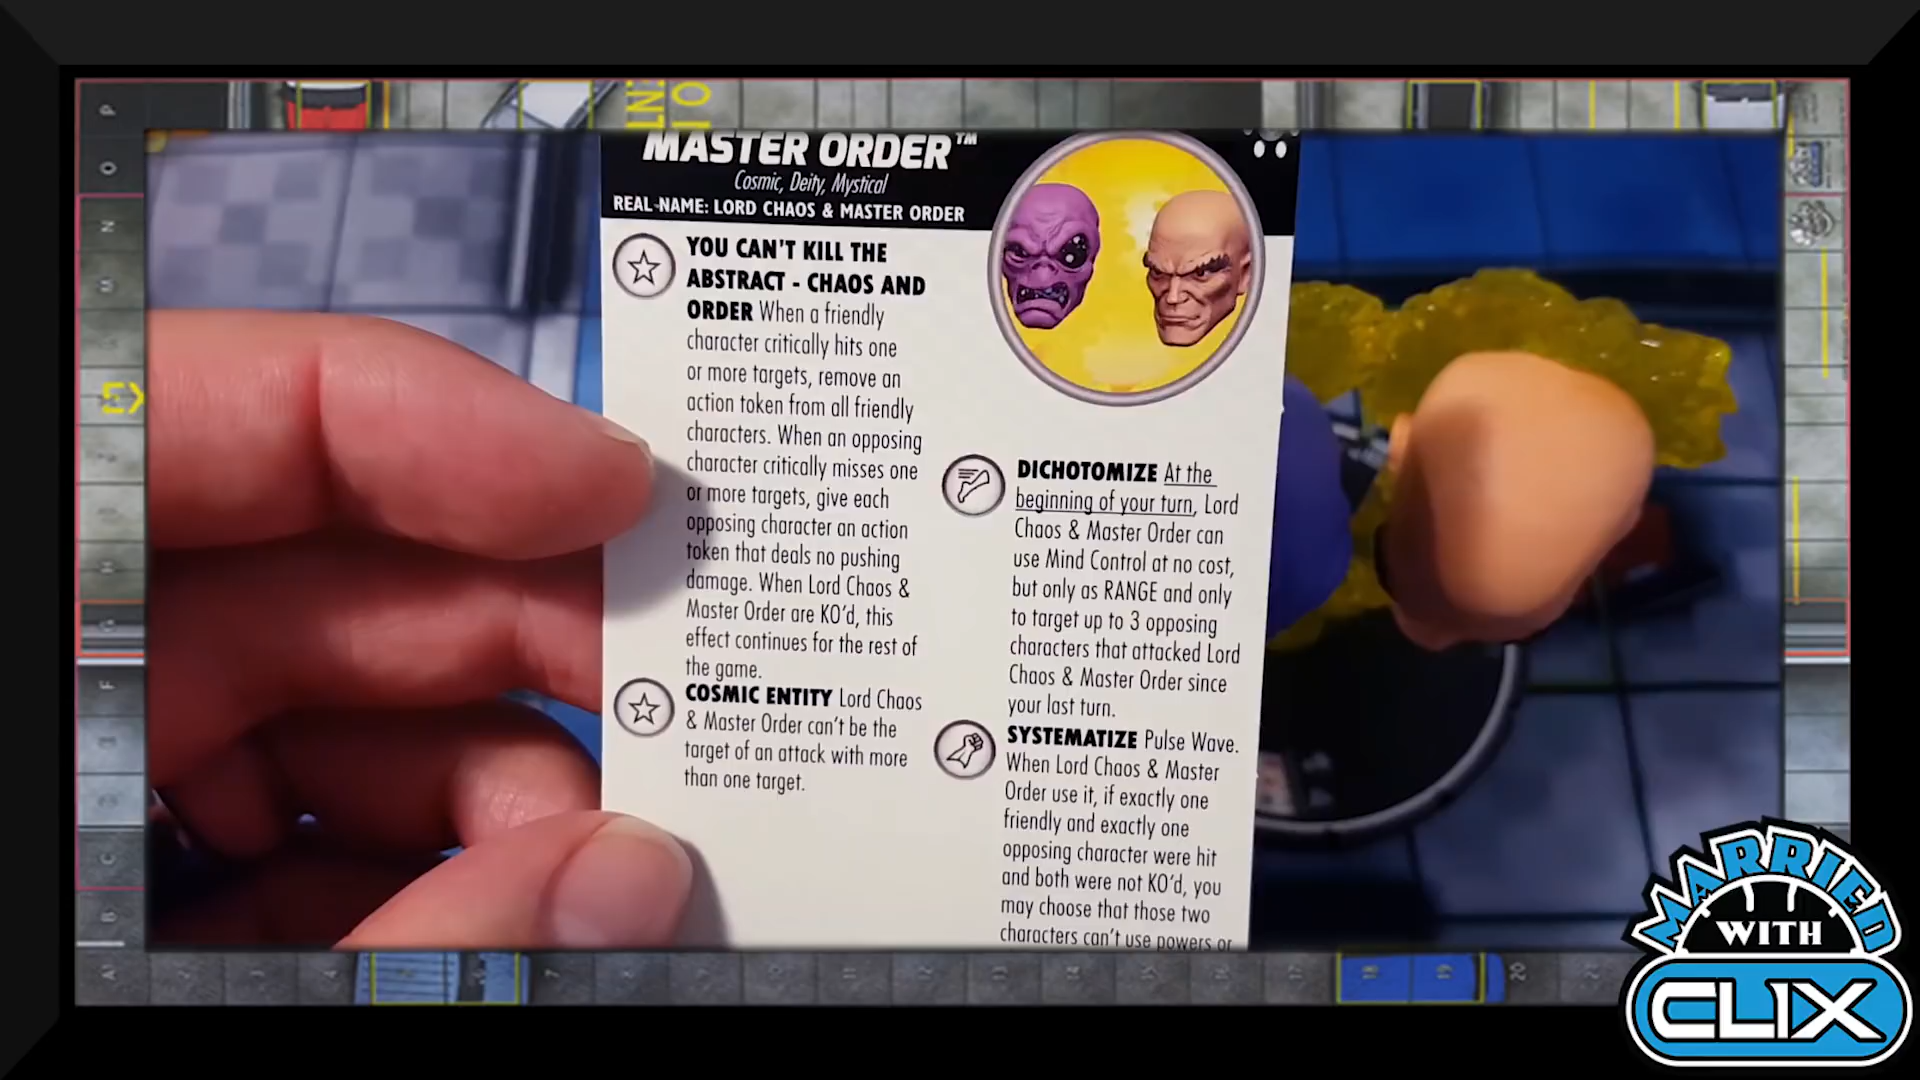 MASTER ORDER™
Cosmic, Deity, Mystical
REAL NAME: LORD CHAOS & MASTER ORDER
YOU CAN'T KILL THE
ABSTRACT - CHAOS AND
ORDER When a friendly
character critically hits one
or more targets, remove an
action token from all friendly
characters. When an opposing
character critically misses one
or more targets, give each
opposing character an action
token that deals no pushing
damage. When Lord Chaos &
Master Order are KO'd, this
effect continues for the rest of
the game.
COSMIC ENTITY Lord Chaos
& Master Order can't be the
target of an attack with more
than one target.
DICHOTOMIZE At the
beginning of your turn, Lord
Chaos & Master Order can
use Mind Control at no cost,
but only as RANGE and only
to target up to 3 opposing
characters that attacked Lord
Chaos & Master Order since
your last turn.
SYSTEMATIZE Pulse Wave.
When Lord Chaos & Master
Order use it, if exactly one
friendly and exactly one
opposing character were hit
and both were not KO'd, you
may choose that those two
characters can't use powers or
MARRIED
WITH
CLIX